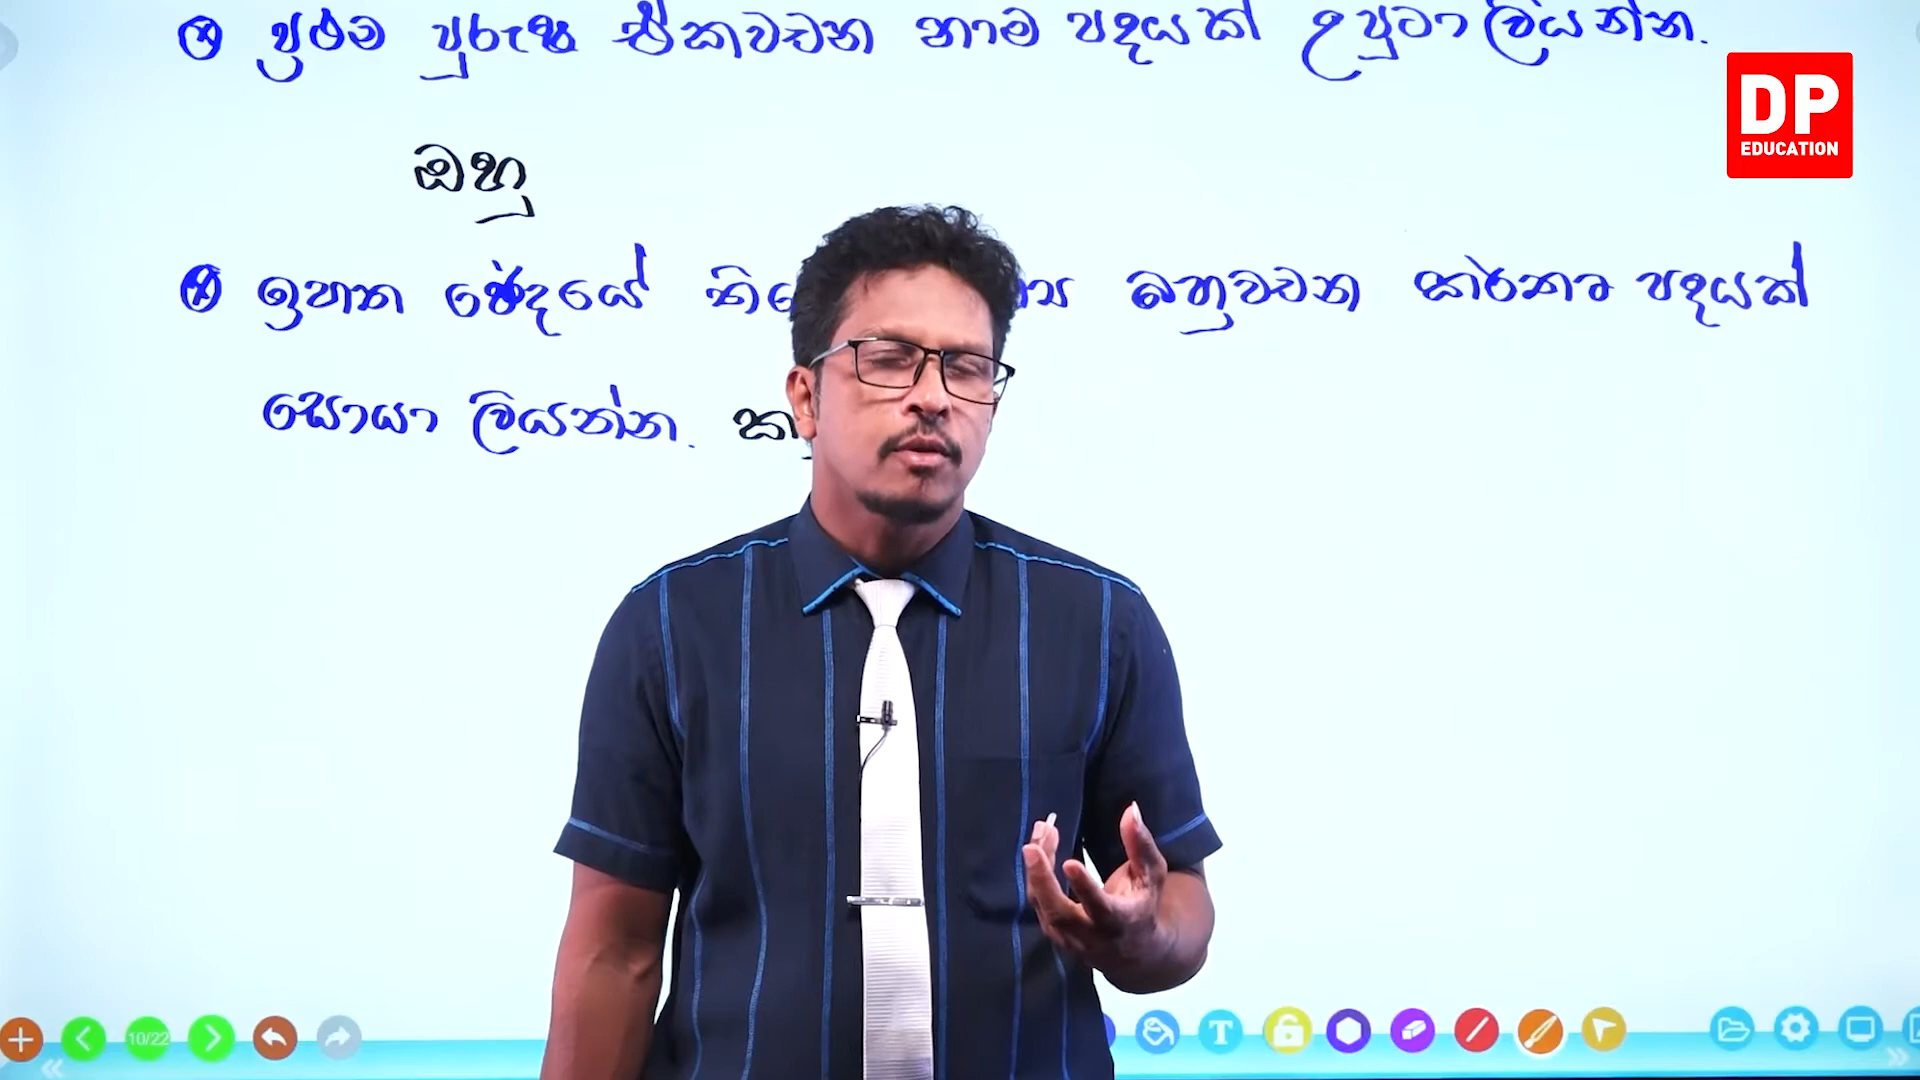 ප්‍රථම පුරුෂ ඒකවචන නාම පදයක් උපුටා ලියන්න.
DP
EDUCATION
ඔහු
ඉහත ඡේදයේ බහුවචන කර්තෘ පදයක්
සොයා ලියන්න.
10/22
T